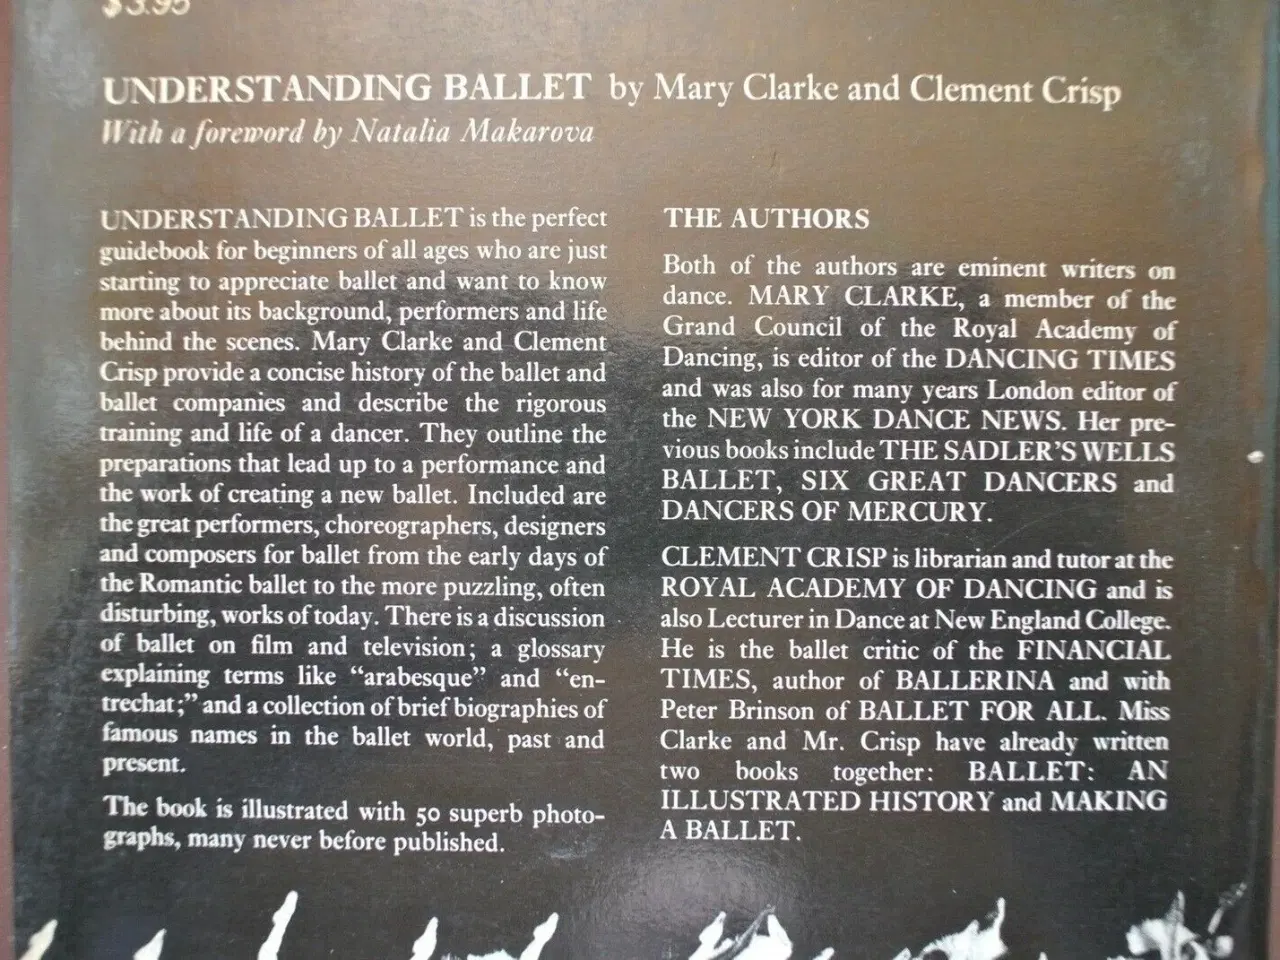 $3.95
UNDERSTANDING BALLET by Mary Clarke and Clement Crisp
With a foreword by Natalia Makarova
UNDERSTANDING BALLET is the perfect
guidebook for beginners of all ages who are just
starting to appreciate ballet and want to know
more about its background, performers and life
behind the scenes. Mary Clarke and Clement
Crisp provide a concise history of the ballet and
ballet companies and describe the rigorous
training and life of a dancer. They outline the
preparations that lead up to a performance and
the work of creating a new ballet. Included are
the great performers, choreographers, designers
and composers for ballet from the early days of
the Romantic ballet to the more puzzling, often
disturbing, works of today. There is a discussion
of ballet on film and television; a glossary
explaining terms like “arabesque” and “en-
trechat;” and a collection of brief biographies of
famous names in the ballet world, past and
present.
The book is illustrated with 50 superb photo-
graphs, many never before published.
THE AUTHORS
Both of the authors are eminent writers on
dance. MARY CLARKE, a member of the
Grand Council of the Royal Academy of
Dancing, is editor of the DANCING TIMES
and was also for many years London editor of
the NEW YORK DANCE NEWS. Her pre-
vious books include THE SADLER'S WELLS
BALLET, SIX GREAT DANCERS and
DANCERS OF MERCURY.
CLEMENT CRISP is librarian and tutor at the
ROYAL ACADEMY OF DANCING and is
also Lecturer in Dance at New England College.
He is the ballet critic of the FINANCIAL
TIMES, author of BALLERINA and with
Peter Brinson of BALLET FOR ALL. Miss
Clarke and Mr. Crisp have already written
two books together: BALLET: AN
ILLUSTRATED HISTORY and MAKING
A BALLET.